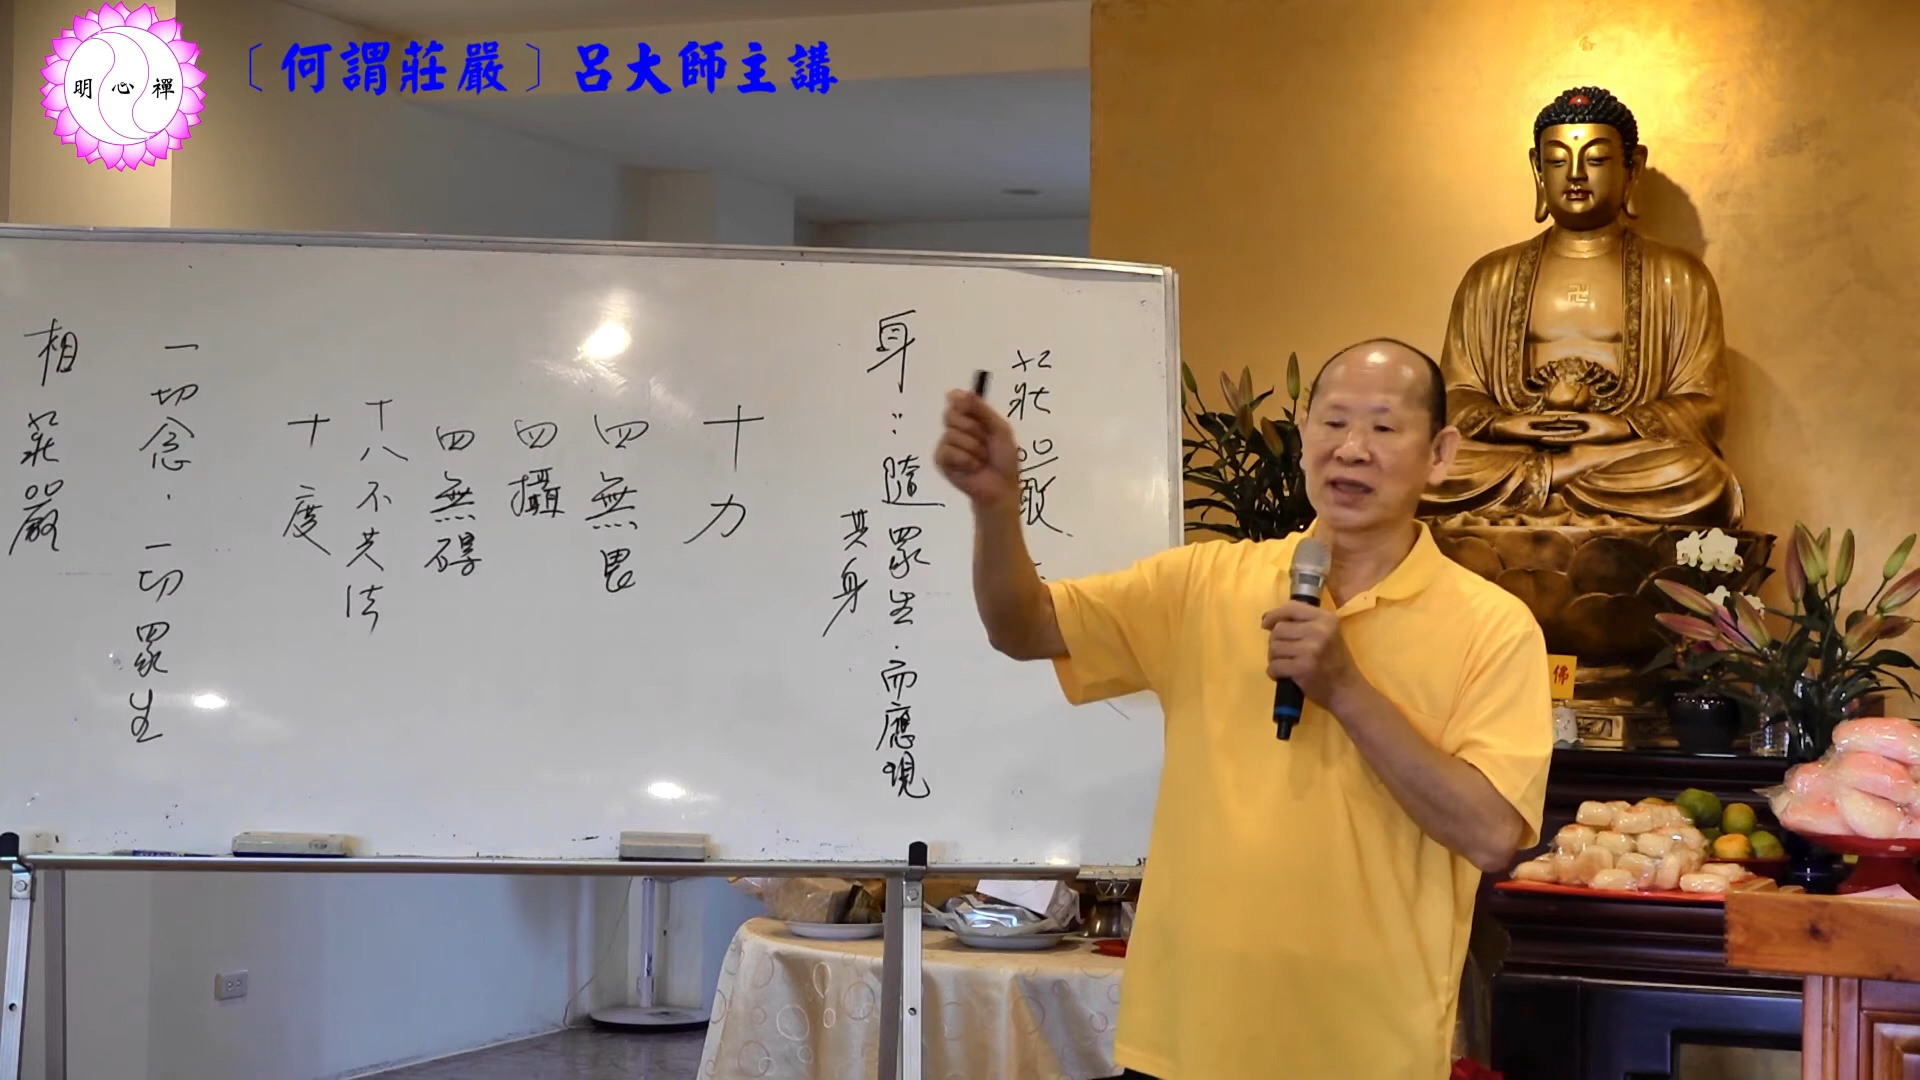 明心禪
〔何謂莊嚴〕呂大師主講
莊嚴
身：隨眾生．而應現
其身
十力
四無畏
四攝
四無礙
十八不共法
十度
一切念．一切眾生
相莊嚴
卍
佛